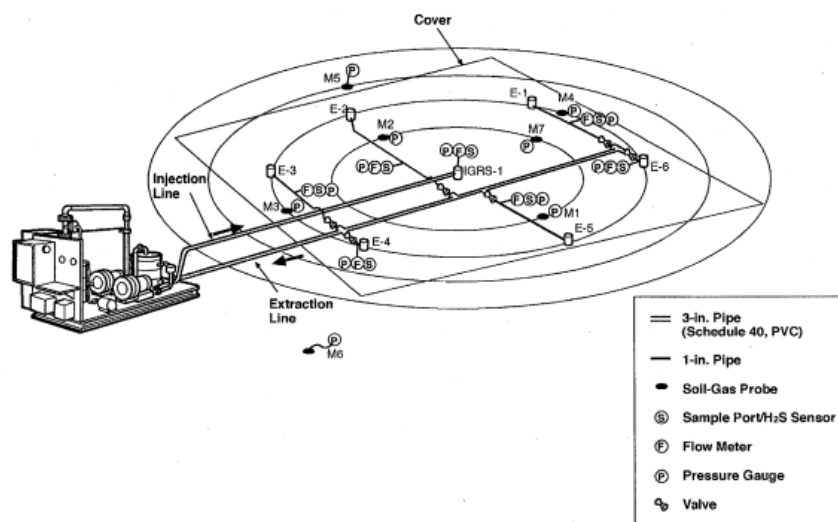 Cover
M5
P
E-1
M4
P
F S P
E-2
M2
P
M7
P
P F S
P F S
IGRS-1
P F S
E-6
E-3
Injection
Line
F S P
M3
P
F S P
M1
P
E-4
E-5
P F S
Extraction
Line
P
M6
3-in. Pipe
(Schedule 40, PVC)
1-in. Pipe
Soil-Gas Probe
S Sample Port/H₂S Sensor
F Flow Meter
P Pressure Gauge
Valve